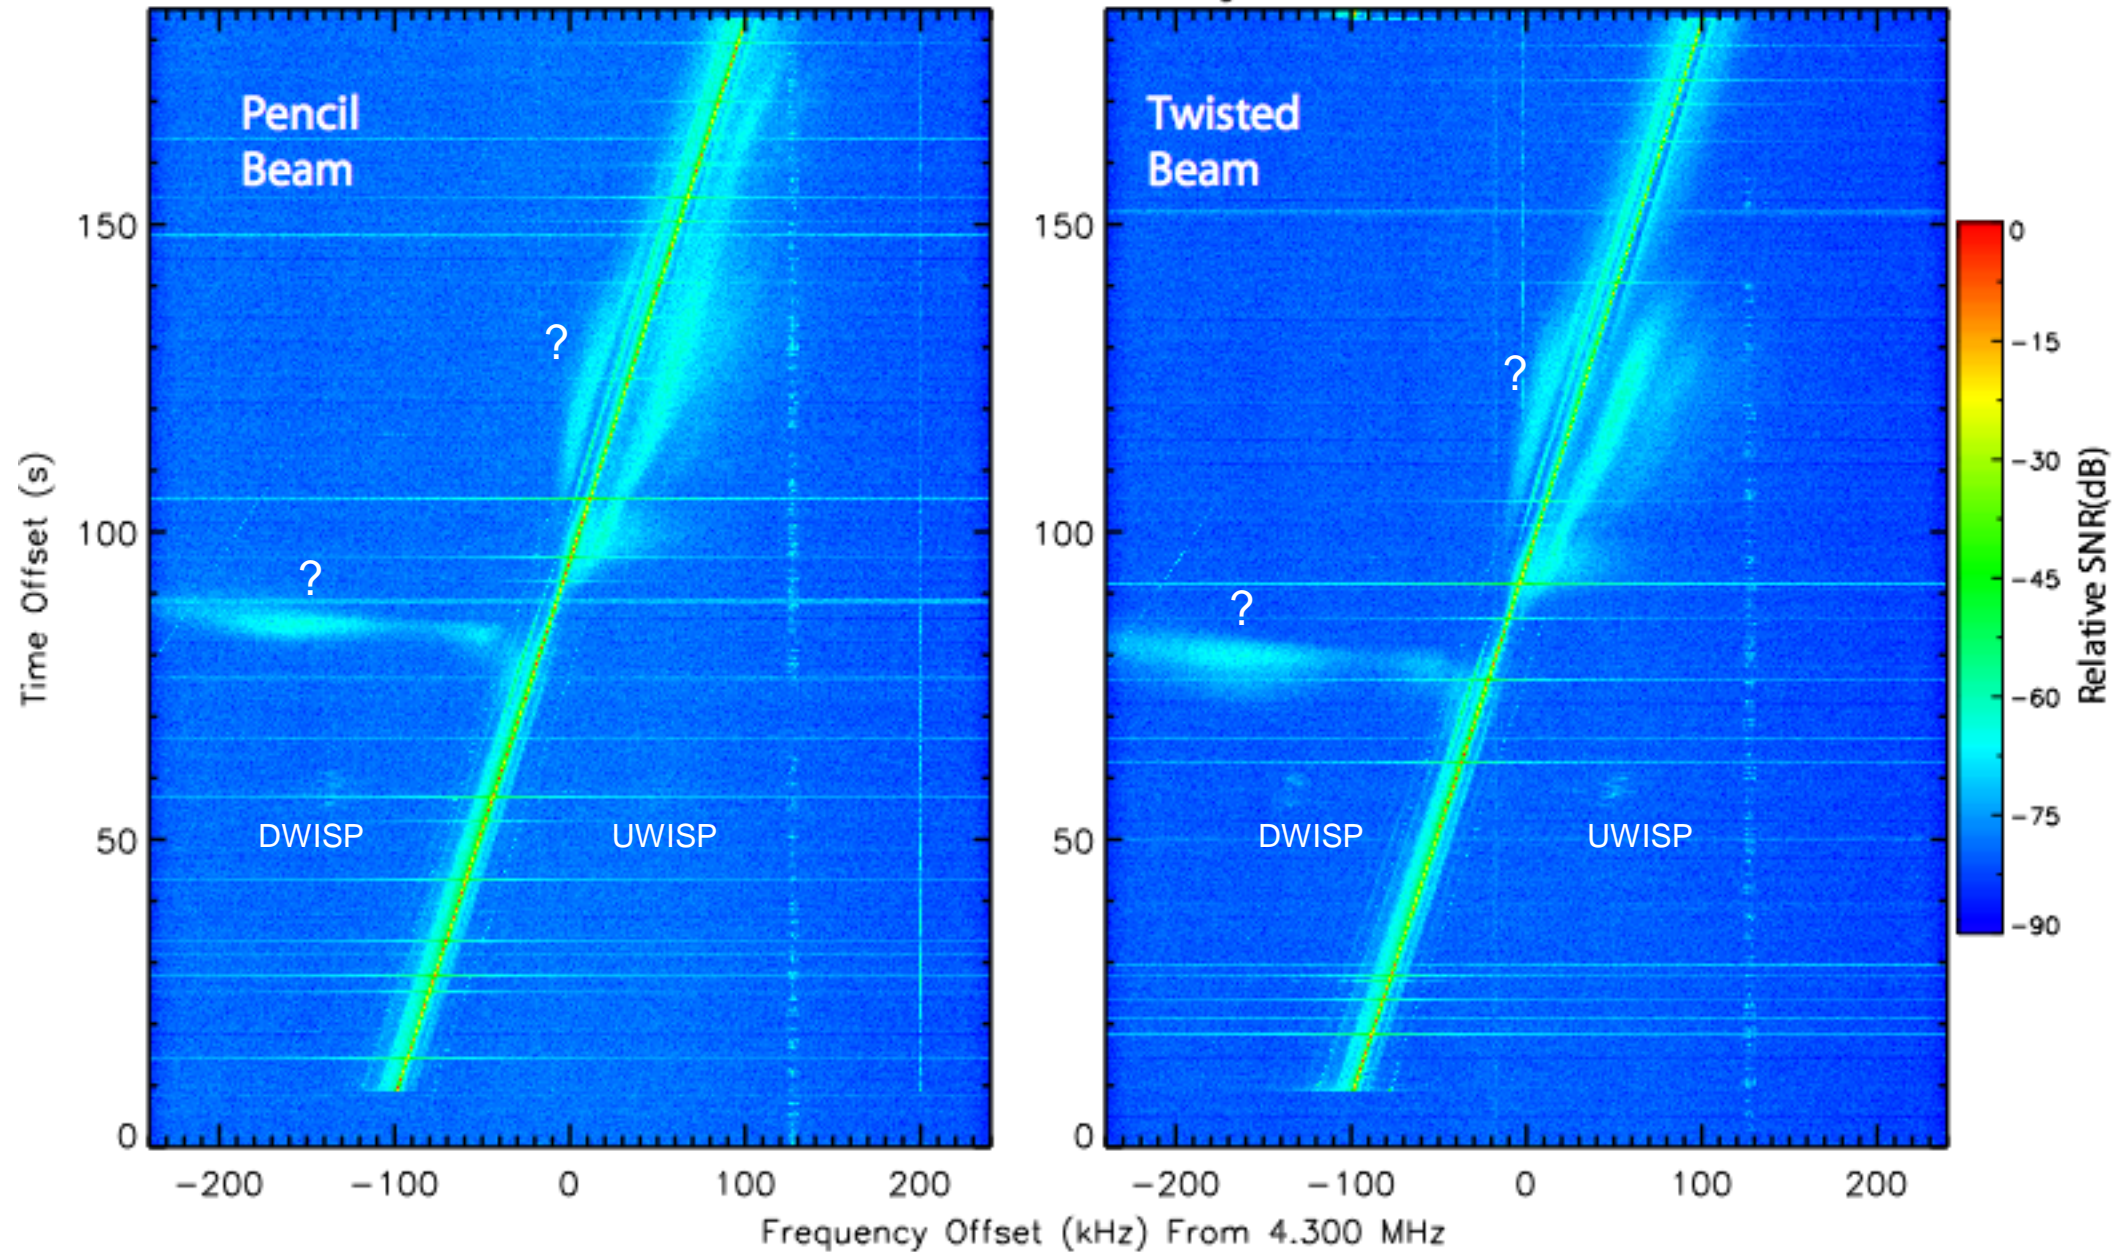 Pencil
Beam
Twisted
Beam
?
?
?
?
DWISP
UWISP
DWISP
UWISP
150
100
50
0
150
100
50
0
Time Offset (s)
-200
-100
0
100
200
-200
-100
0
100
200
Frequency Offset (kHz) From 4.300 MHz
0
-15
-30
-45
-60
-75
-90
Relative SNR(dB)